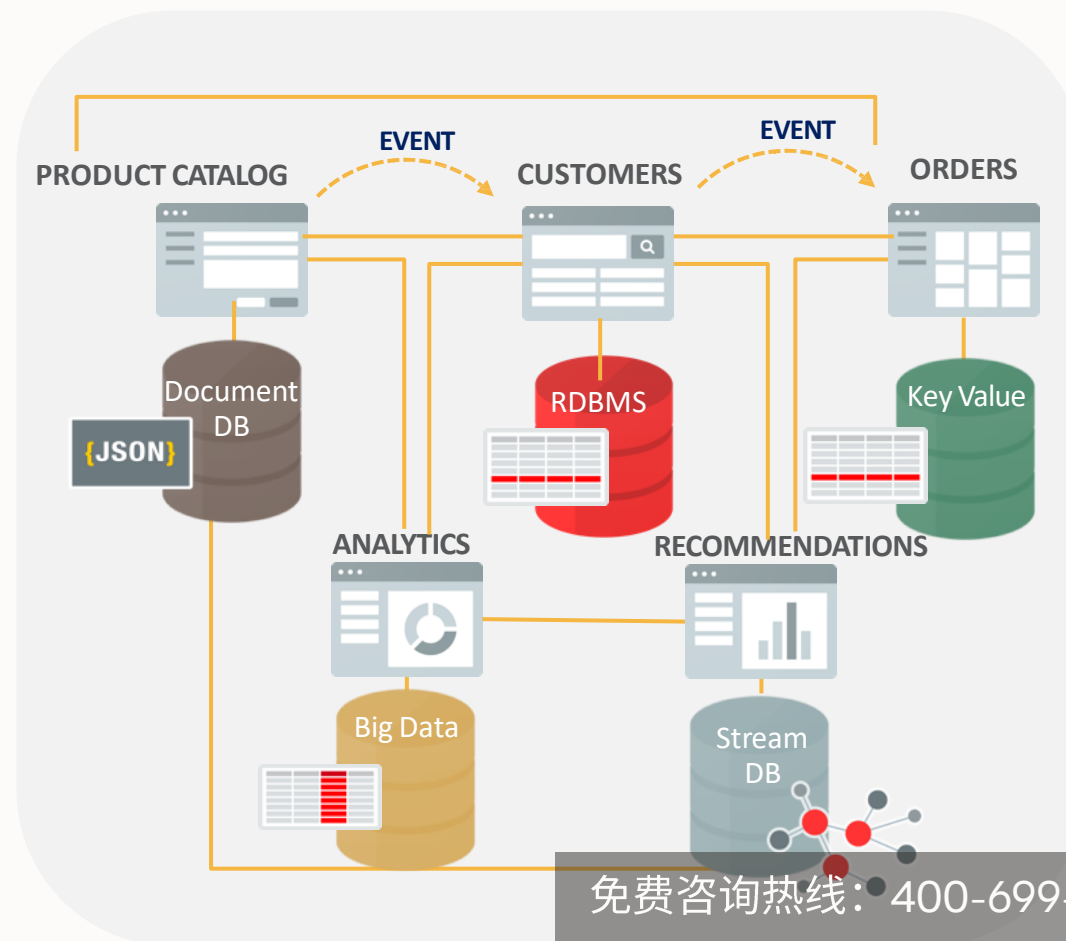 EVENT
EVENT
PRODUCT CATALOG
CUSTOMERS
ORDERS
Document
DB
{JSON}
RDBMS
Key Value
ANALYTICS
RECOMMENDATIONS
Big Data
Stream
DB
免费咨询热线：400-699-